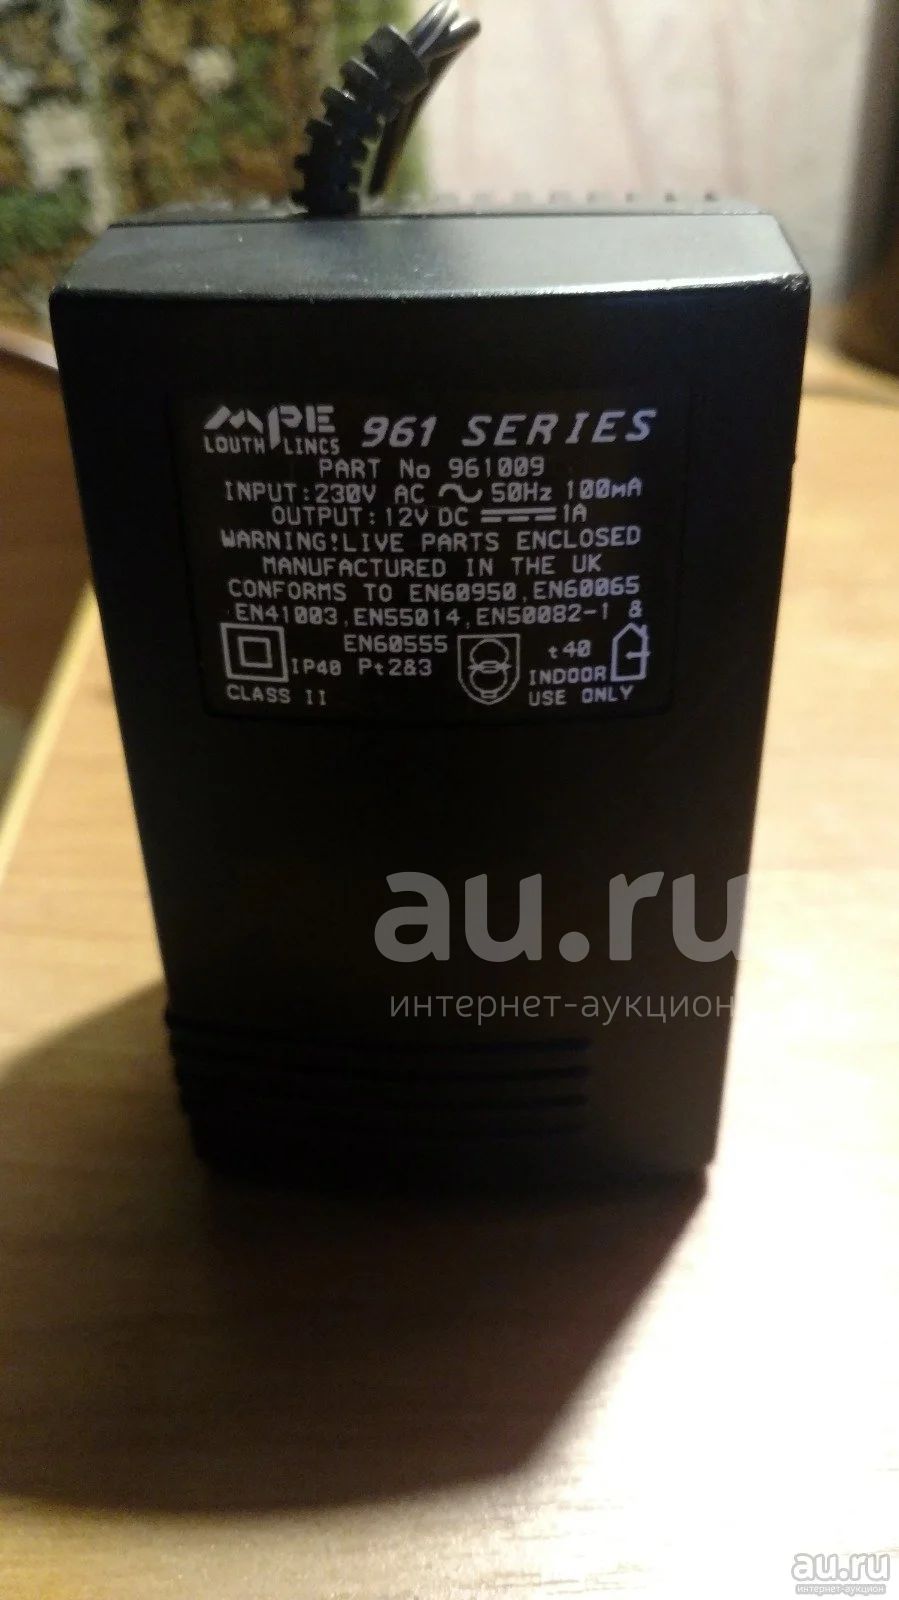 MPE 961 SERIES
LOUTH LINCS
PART No 961009
INPUT:230V AC 50Hz 100mA
OUTPUT:12V DC 1A
WARNING!LIVE PARTS ENCLOSED
MANUFACTURED IN THE UK
CONFORMS TO EN60950,EN60065
EN41003,EN55014,EN50082-1 &
EN60555
IP40 Pt2&3
CLASS II
t40
INDOOR
USE ONLY
au.ru
интернет-аукцион
au.ru
интернет-аукцион